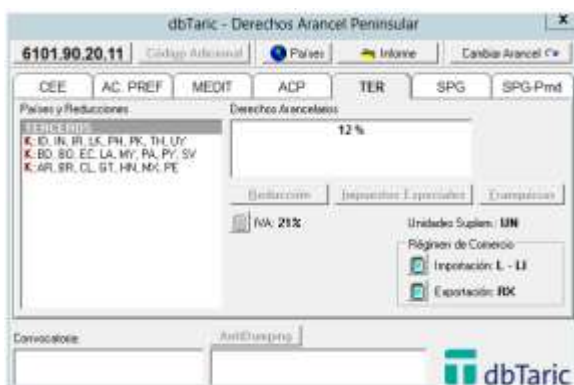 dbTaric - Derechos Arancel Peninsular
x
6101.90.20.11 Código Adicional Países Informe Cambiar Arancel
CEE AC. PREF MEDIT ACP TER SPG SPG-Pmd
Países y Reducciones
Derechos Arancelarios
TERCEROS
K: ID, IN, IR, LK, PH, PK, TH, UY
K: BD, BO, EC, LA, MY, PA, PY, SV
K: AR, BR, CL, GT, HN, MX, PE
12 %
Reducción Impuestos Especiales Franquicias
IVA: 21% Unidades Suplem.: UN
Régimen de Comercio
Importación: L - LI
Exportación: RX
Convocatoria
AntiDumping
dbTaric